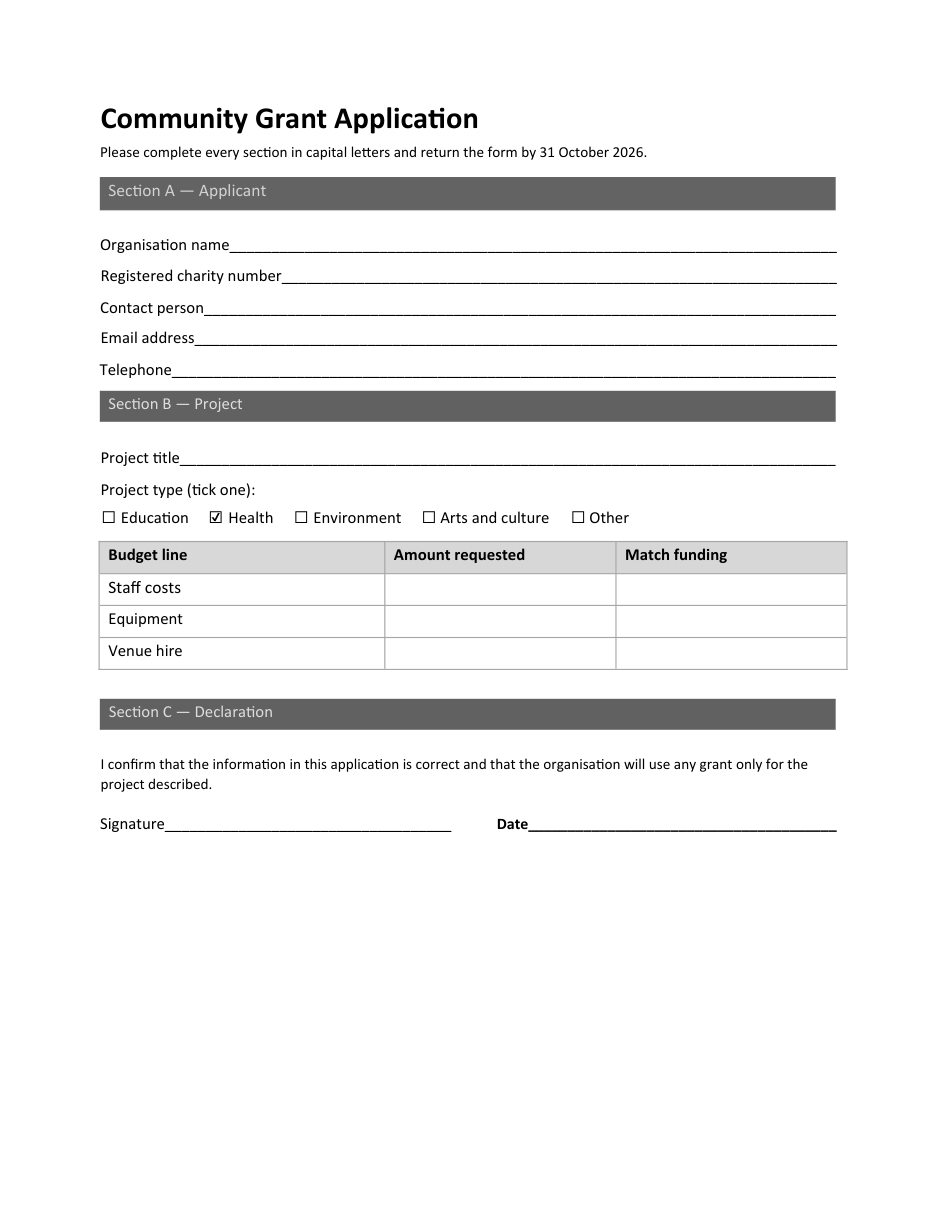 Community Grant Application
Please complete every section in capital letters and return the form by 31 October 2026.
Section A — Applicant
Organisation name
Registered charity number
Contact person
Email address
Telephone
Section B — Project
Project title
Project type (tick one):
☐ Education ☑ Health ☐ Environment ☐ Arts and culture ☐ Other
Budget line Amount requested Match funding
Staff costs
Equipment
Venue hire
Section C — Declaration
I confirm that the information in this application is correct and that the organisation will use any grant only for the
project described.
Signature Date